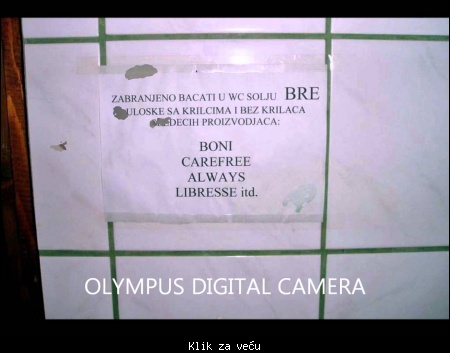 ZABRANJENO BACATI U WC SOLJU BRE
ULOSKE SA KRILCIMA I BEZ KRILACA
PROIZVODJACA:
BONI
CAREFREE
ALWAYS
LIBRESSE itd.
OLYMPUS DIGITAL CAMERA
Klik za veću